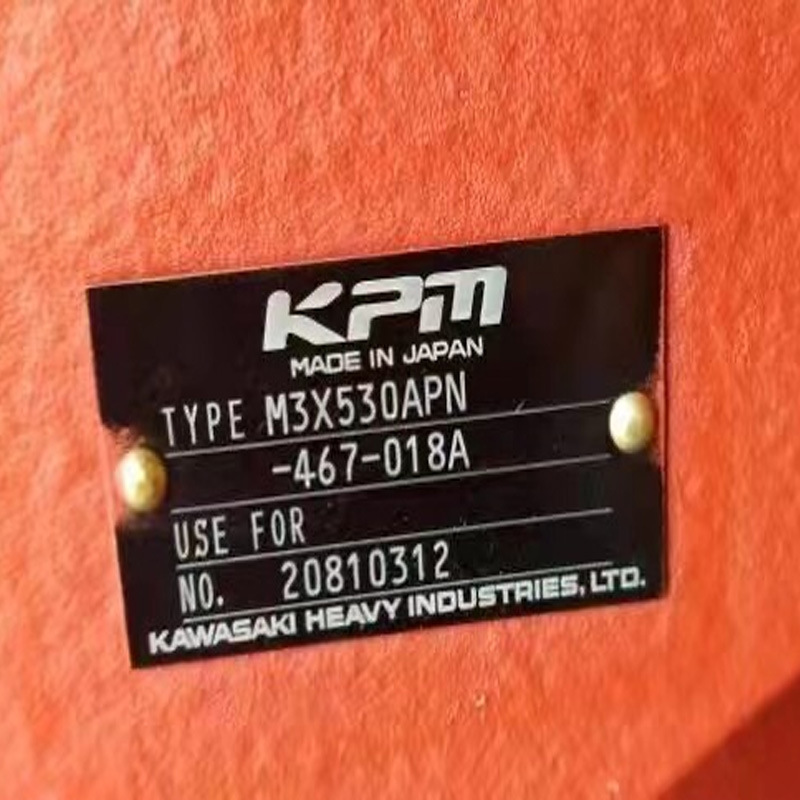 KPM
MADE IN JAPAN
TYPE M3X530APN
-467-018A
USE FOR
NO. 20810312
KAWASAKI HEAVY INDUSTRIES, LTD.